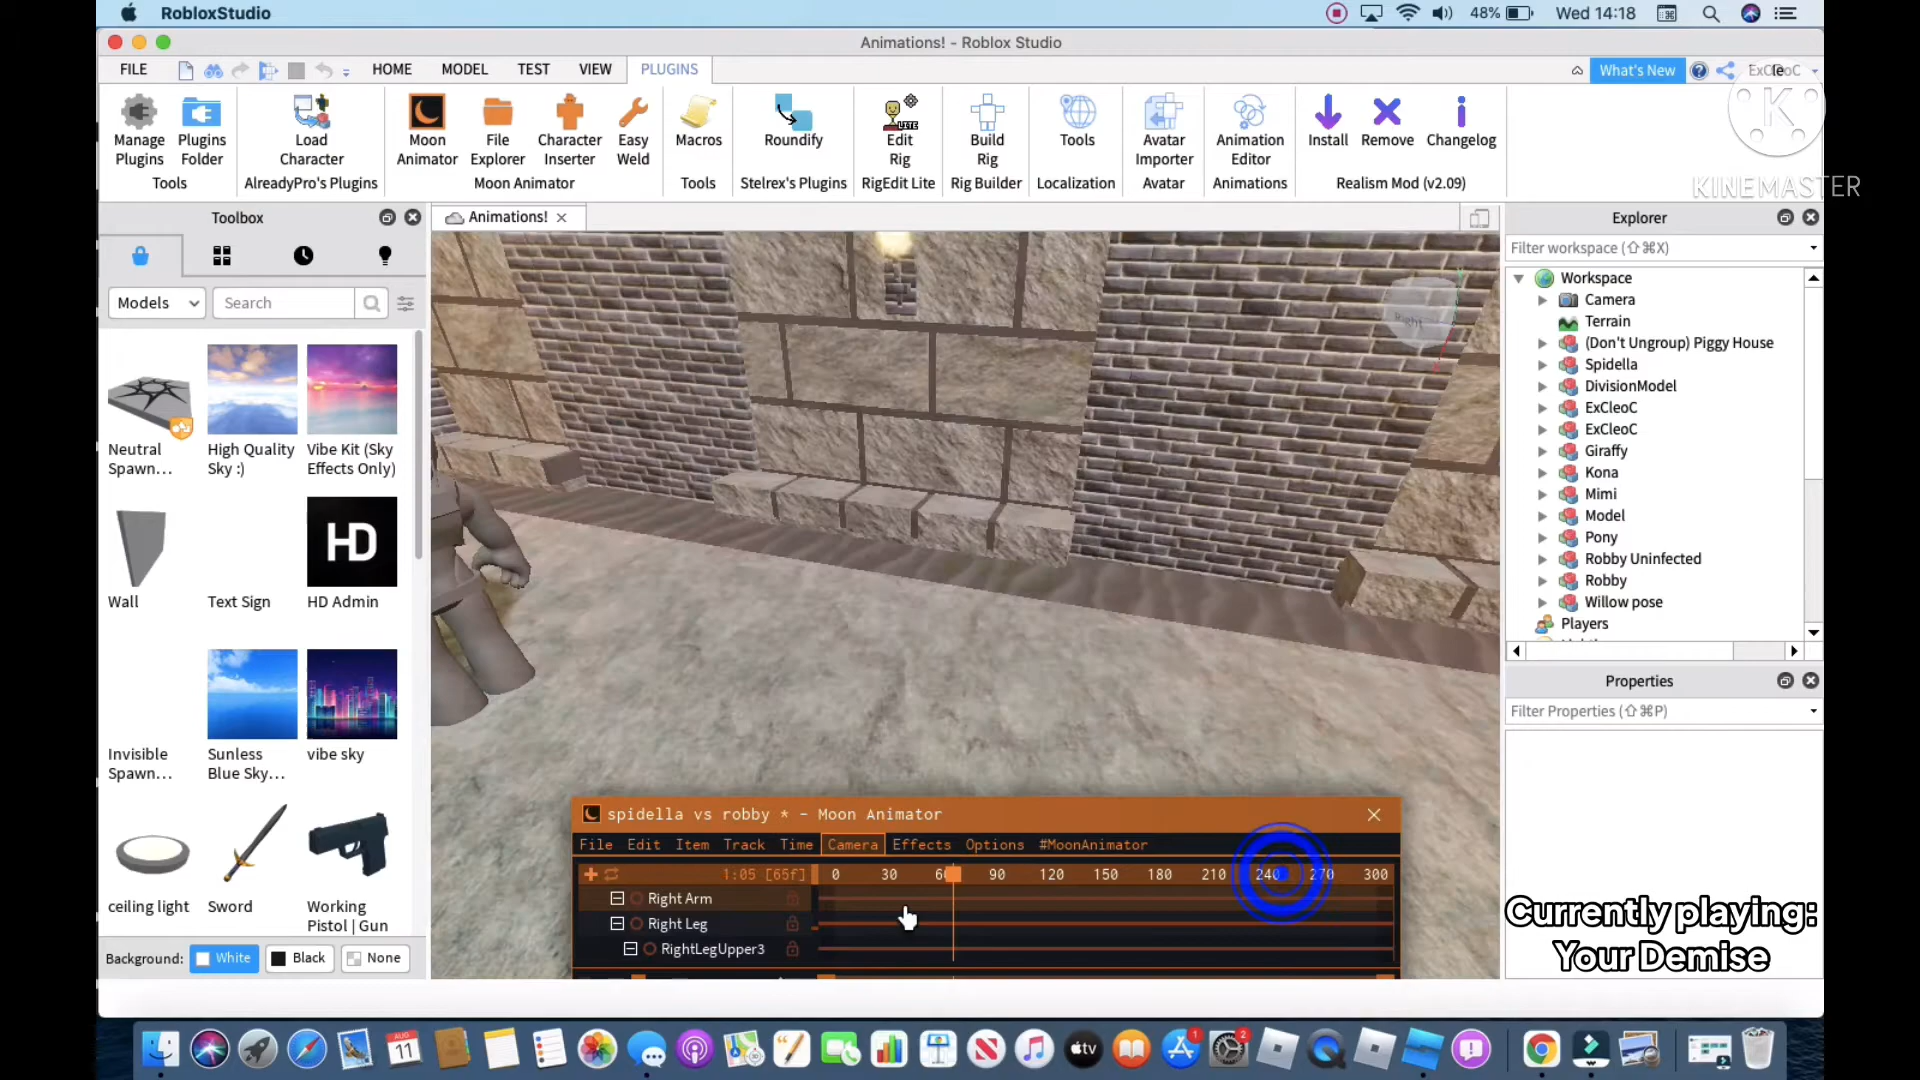 RobloxStudio
48%
Wed 14:18
Animations! - Roblox Studio
FILE
HOME
MODEL
TEST
VIEW
PLUGINS
What's New
ExCleoC
Manage Plugins
Plugins Folder
Load Character
Moon Animator
File Explorer
Character Inserter
Easy Weld
Macros
Roundify
LITE
Edit Rig
Build Rig
Tools
Avatar Importer
Animation Editor
Install
Remove
Changelog
Tools
AlreadyPro's Plugins
Moon Animator
Tools
Stelrex's Plugins
RigEdit Lite
Rig Builder
Localization
Avatar
Animations
Realism Mod (v2.09)
K
KINEMASTER
Toolbox
Animations!
Explorer
Models
Search
Filter workspace (⇧⌘X)
Workspace
Camera
Terrain
(Don't Ungroup) Piggy House
Spidella
DivisionModel
ExCleoC
ExCleoC
Giraffy
Kona
Mimi
Model
Pony
Robby Uninfected
Robby
Willow pose
Players
Right
Properties
Filter Properties (⇧⌘P)
Neutral Spawn...
High Quality Sky :)
Vibe Kit (Sky Effects Only)
HD
Wall
Text Sign
HD Admin
Invisible Spawn...
Sunless Blue Sky...
vibe sky
ceiling light
Sword
Working Pistol | Gun
Background:
White
Black
None
spidella vs robby * - Moon Animator
File Edit Item Track Time Camera Effects Options #MoonAnimator
1:05 [65f] 0 30 60 90 120 150 180 210 240 270 300
Right Arm
Right Leg
RightLegUpper3
Currently playing:
Your Demise
AUG
11
tv
1
2